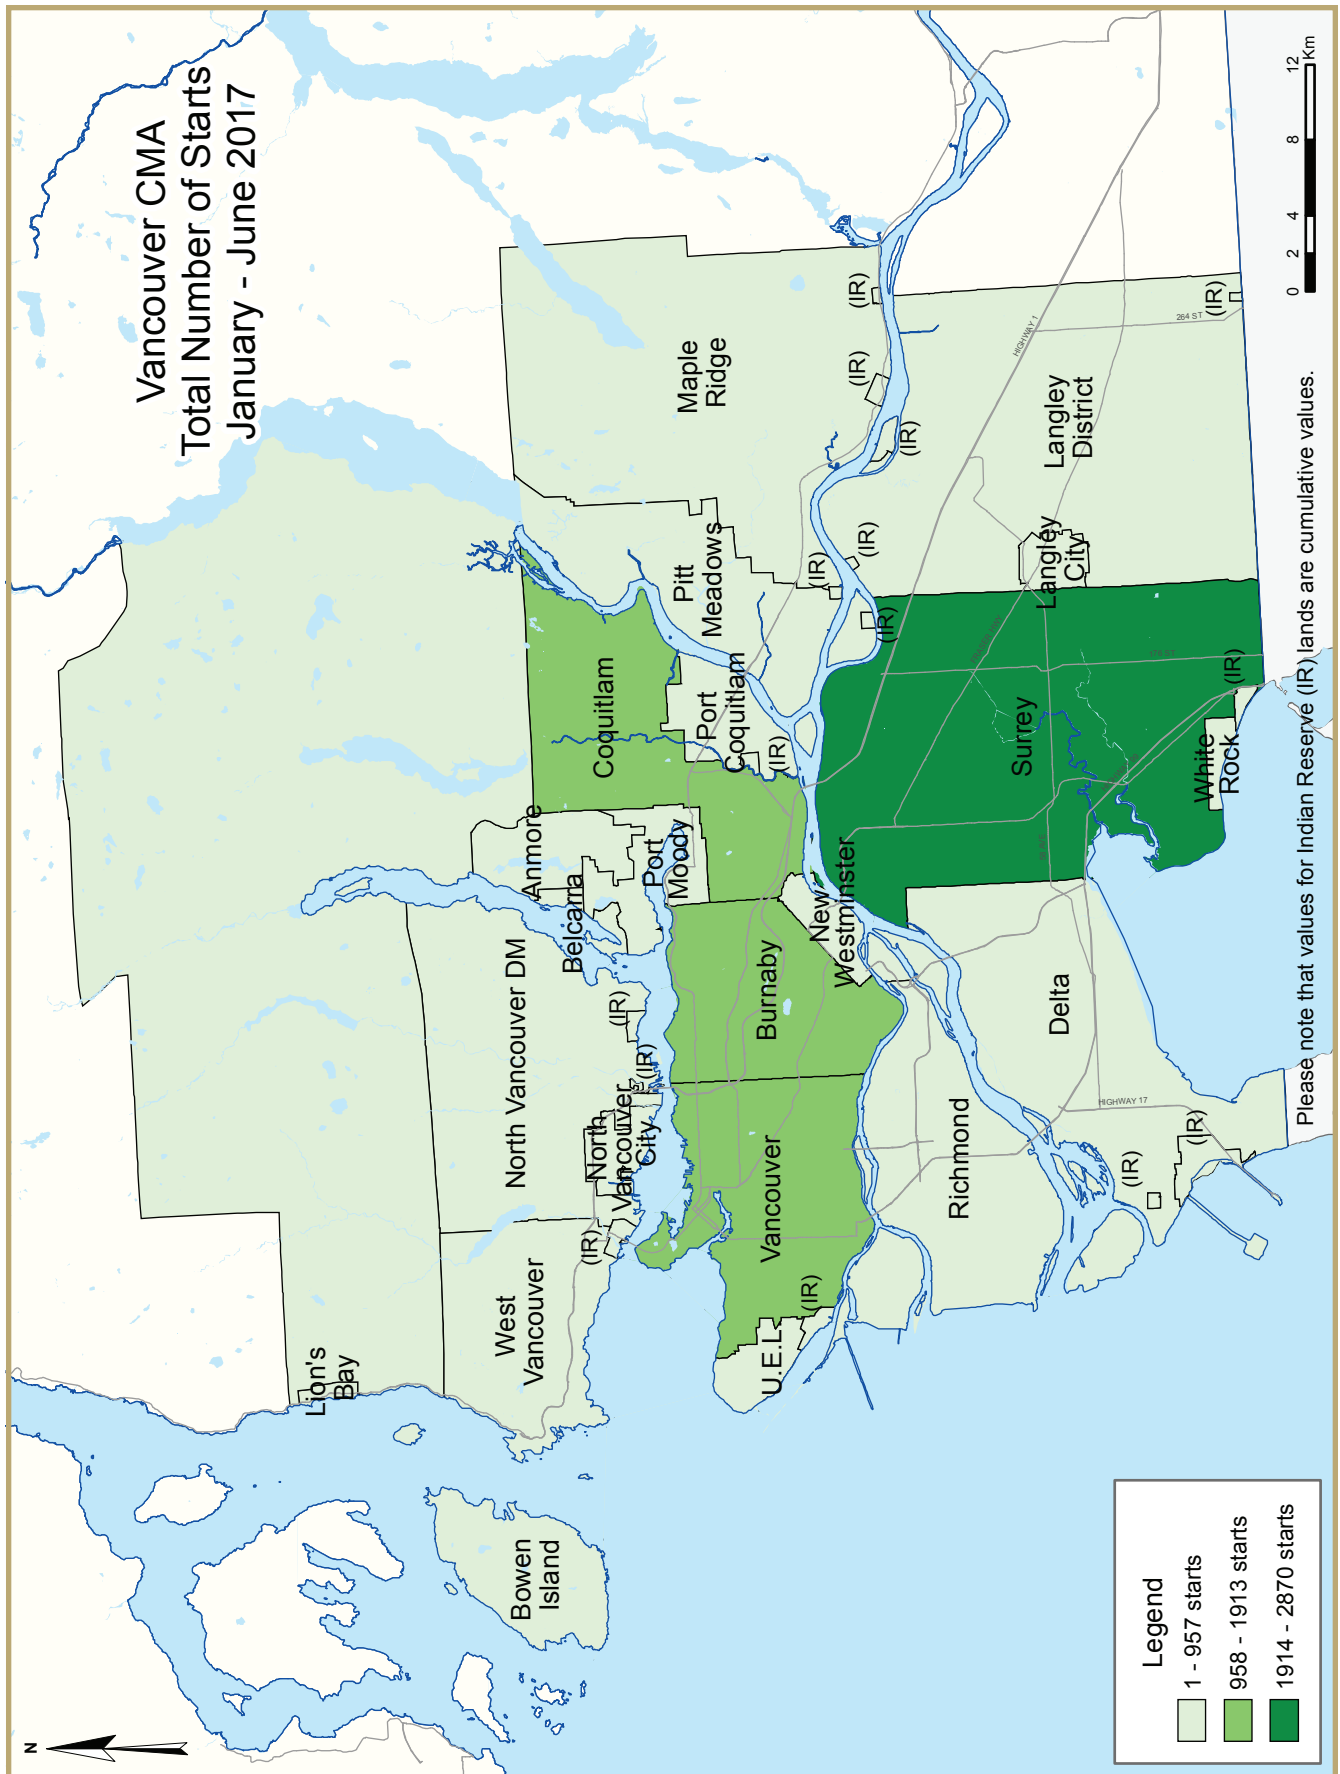 Vancouver CMA
Total Number of Starts
January - June 2017
N
Lion's
Bay
Bowen
Island
West
Vancouver
North Vancouver DM
North
Vancouver
City
(IR)
(IR)
(IR)
Anmore
Belcarra
Port
Moody
Coquitlam
Port
Coquitlam
(IR)
Pitt
Meadows
(IR)
Maple
Ridge
(IR)
(IR)
(IR)
(IR)
(IR)
U.E.L.
(IR)
Vancouver
Burnaby
New
Westminster
Richmond
Delta
HIGHWAY 17
(IR)
(IR)
Surrey
176 ST
White
Rock
(IR)
Langley
City
Langley
District
HIGHWAY 1
264 ST
(IR)
Legend
1 - 957 starts
958 - 1913 starts
1914 - 2870 starts
0 2 4 8 12
Km
Please note that values for Indian Reserve (IR) lands are cumulative values.